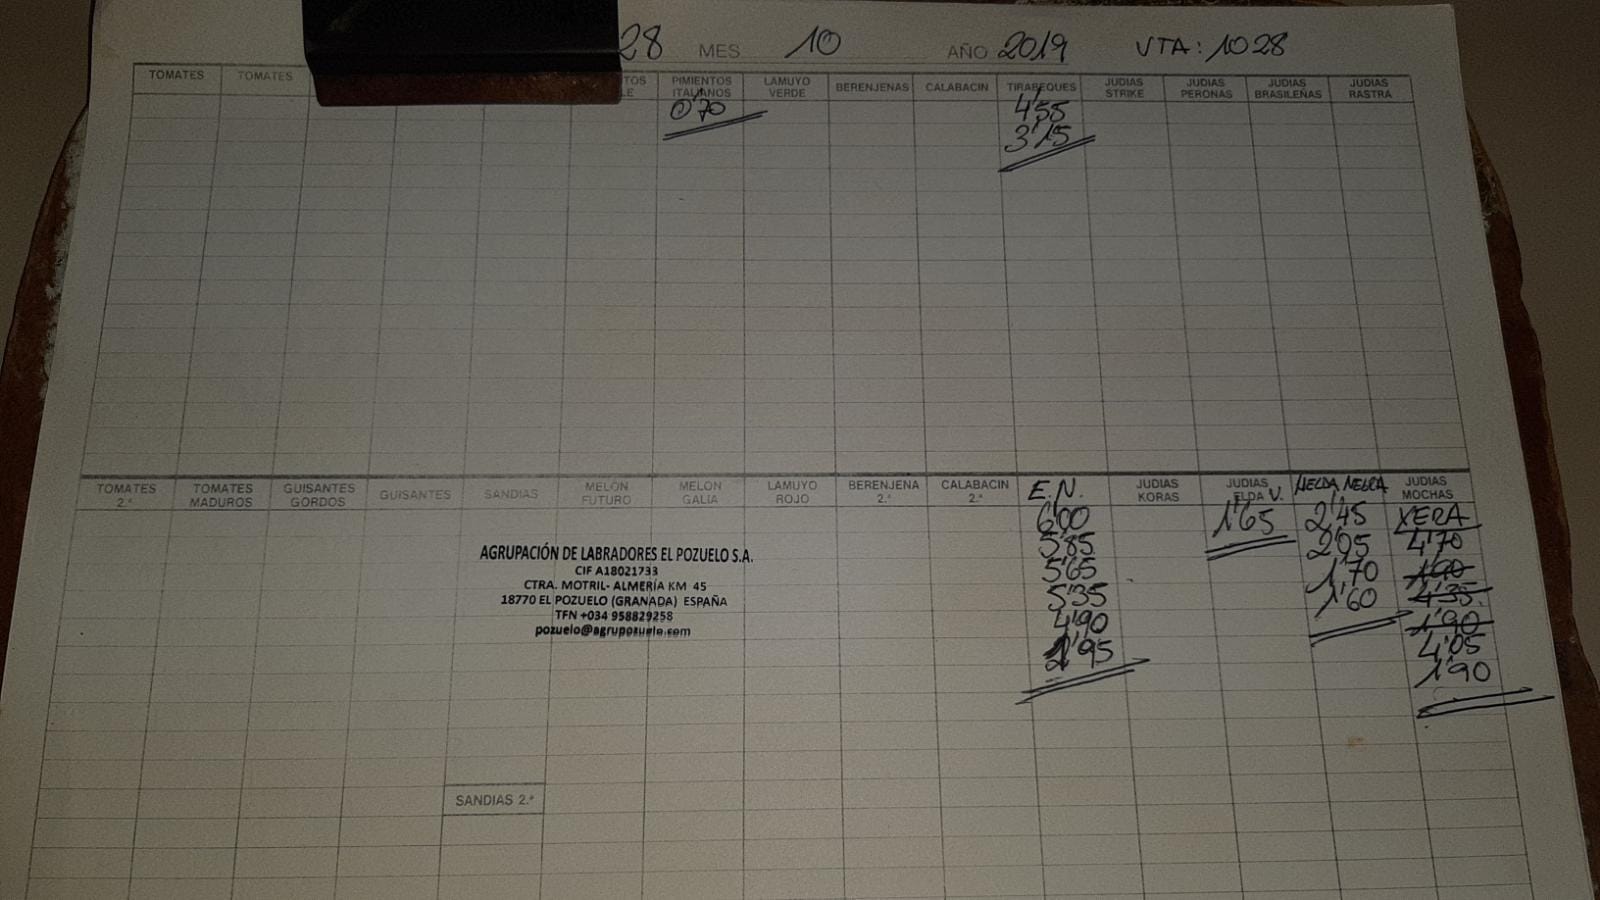 28 MES 10 AÑO 2019 VTA: 1028
TOMATES TOMATES PIMIENTOS ITALIANOS LAMUYO VERDE BERENJENAS CALABACIN TIRABEQUES JUDIAS STRIKE JUDIAS PERONAS JUDIAS BRASILEÑAS JUDIAS RASTRA
0'70 4'55
3'15
TOMATES 2.ª TOMATES MADUROS GUISANTES GORDOS GUISANTES SANDIAS MELON FUTURO MELON GALIA LAMUYO ROJO BERENJENA 2.ª CALABACIN 2.ª E.N. JUDIAS KORAS JUDIAS ELDA V. HELDA NEGRA JUDIAS MOCHAS
6'00 1'65 2'45 XERA
5'85 2'05 4'70
5'65 1'70 1'90
5'35 1'60 4'35
4'90 1'90
'95 4'05
1'90
AGRUPACIÓN DE LABRADORES EL POZUELO S.A.
CIF A18021733
CTRA. MOTRIL- ALMERÍA KM 45
18770 EL POZUELO (GRANADA) ESPAÑA
TFN +034 958829258
pozuelo@agrupozuelo.com
SANDIAS 2.ª